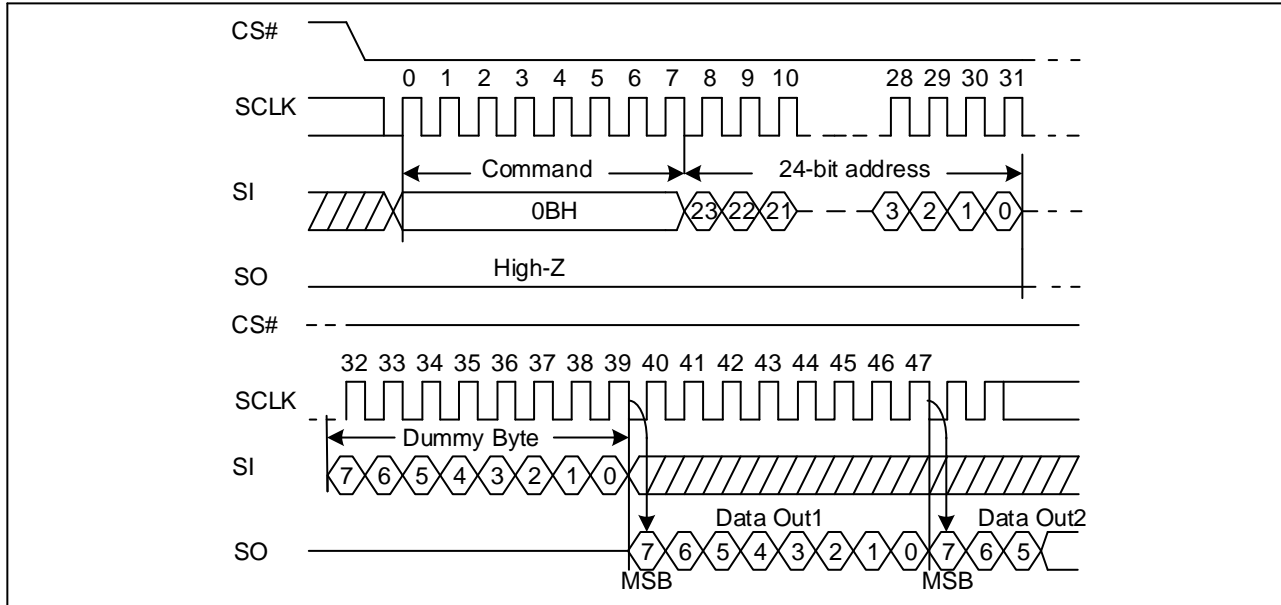 CS#
0 1 2 3 4 5 6 7 8 9 10 28 29 30 31
SCLK
Command 24-bit address
SI
0BH 23 22 21 3 2 1 0
High-Z
SO
CS#
32 33 34 35 36 37 38 39 40 41 42 43 44 45 46 47
SCLK
Dummy Byte
SI
7 6 5 4 3 2 1 0
Data Out1 Data Out2
SO
7 6 5 4 3 2 1 0 7 6 5
MSB MSB